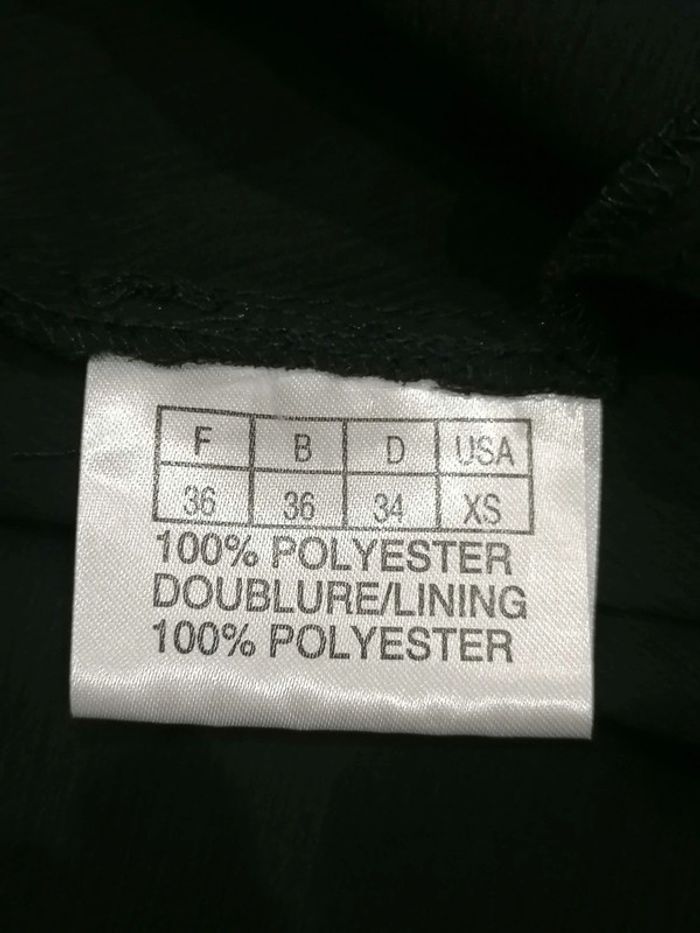 F B D USA
36 36 34 XS
100% POLYESTER
DOUBLURE/LINING
100% POLYESTER